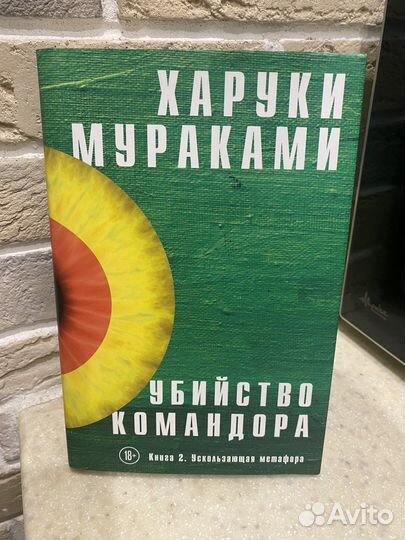 ХАРУКИ
МУРАКАМИ
УБИЙСТВО
КОМАНДОРА
18+ Книга 2. Ускользающая метафора
Avito